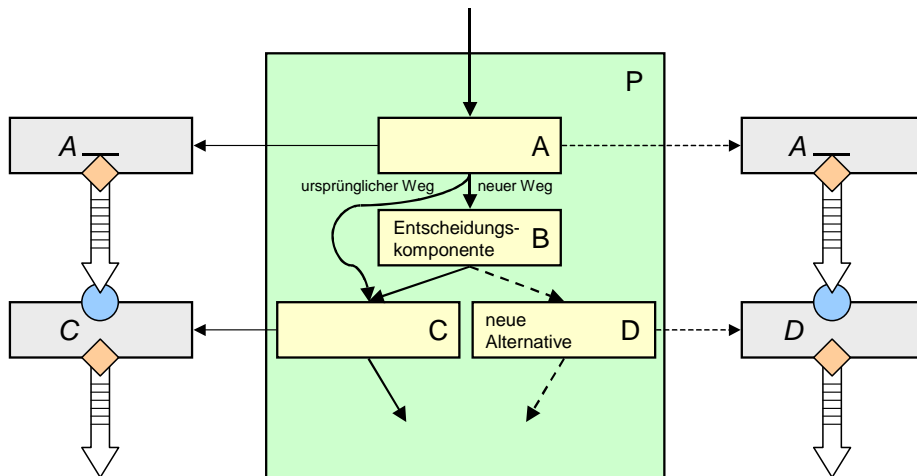 P
A
A
A
ursprünglicher Weg
neuer Weg
Entscheidungs-
komponente
B
C
C
neue
Alternative
D
D